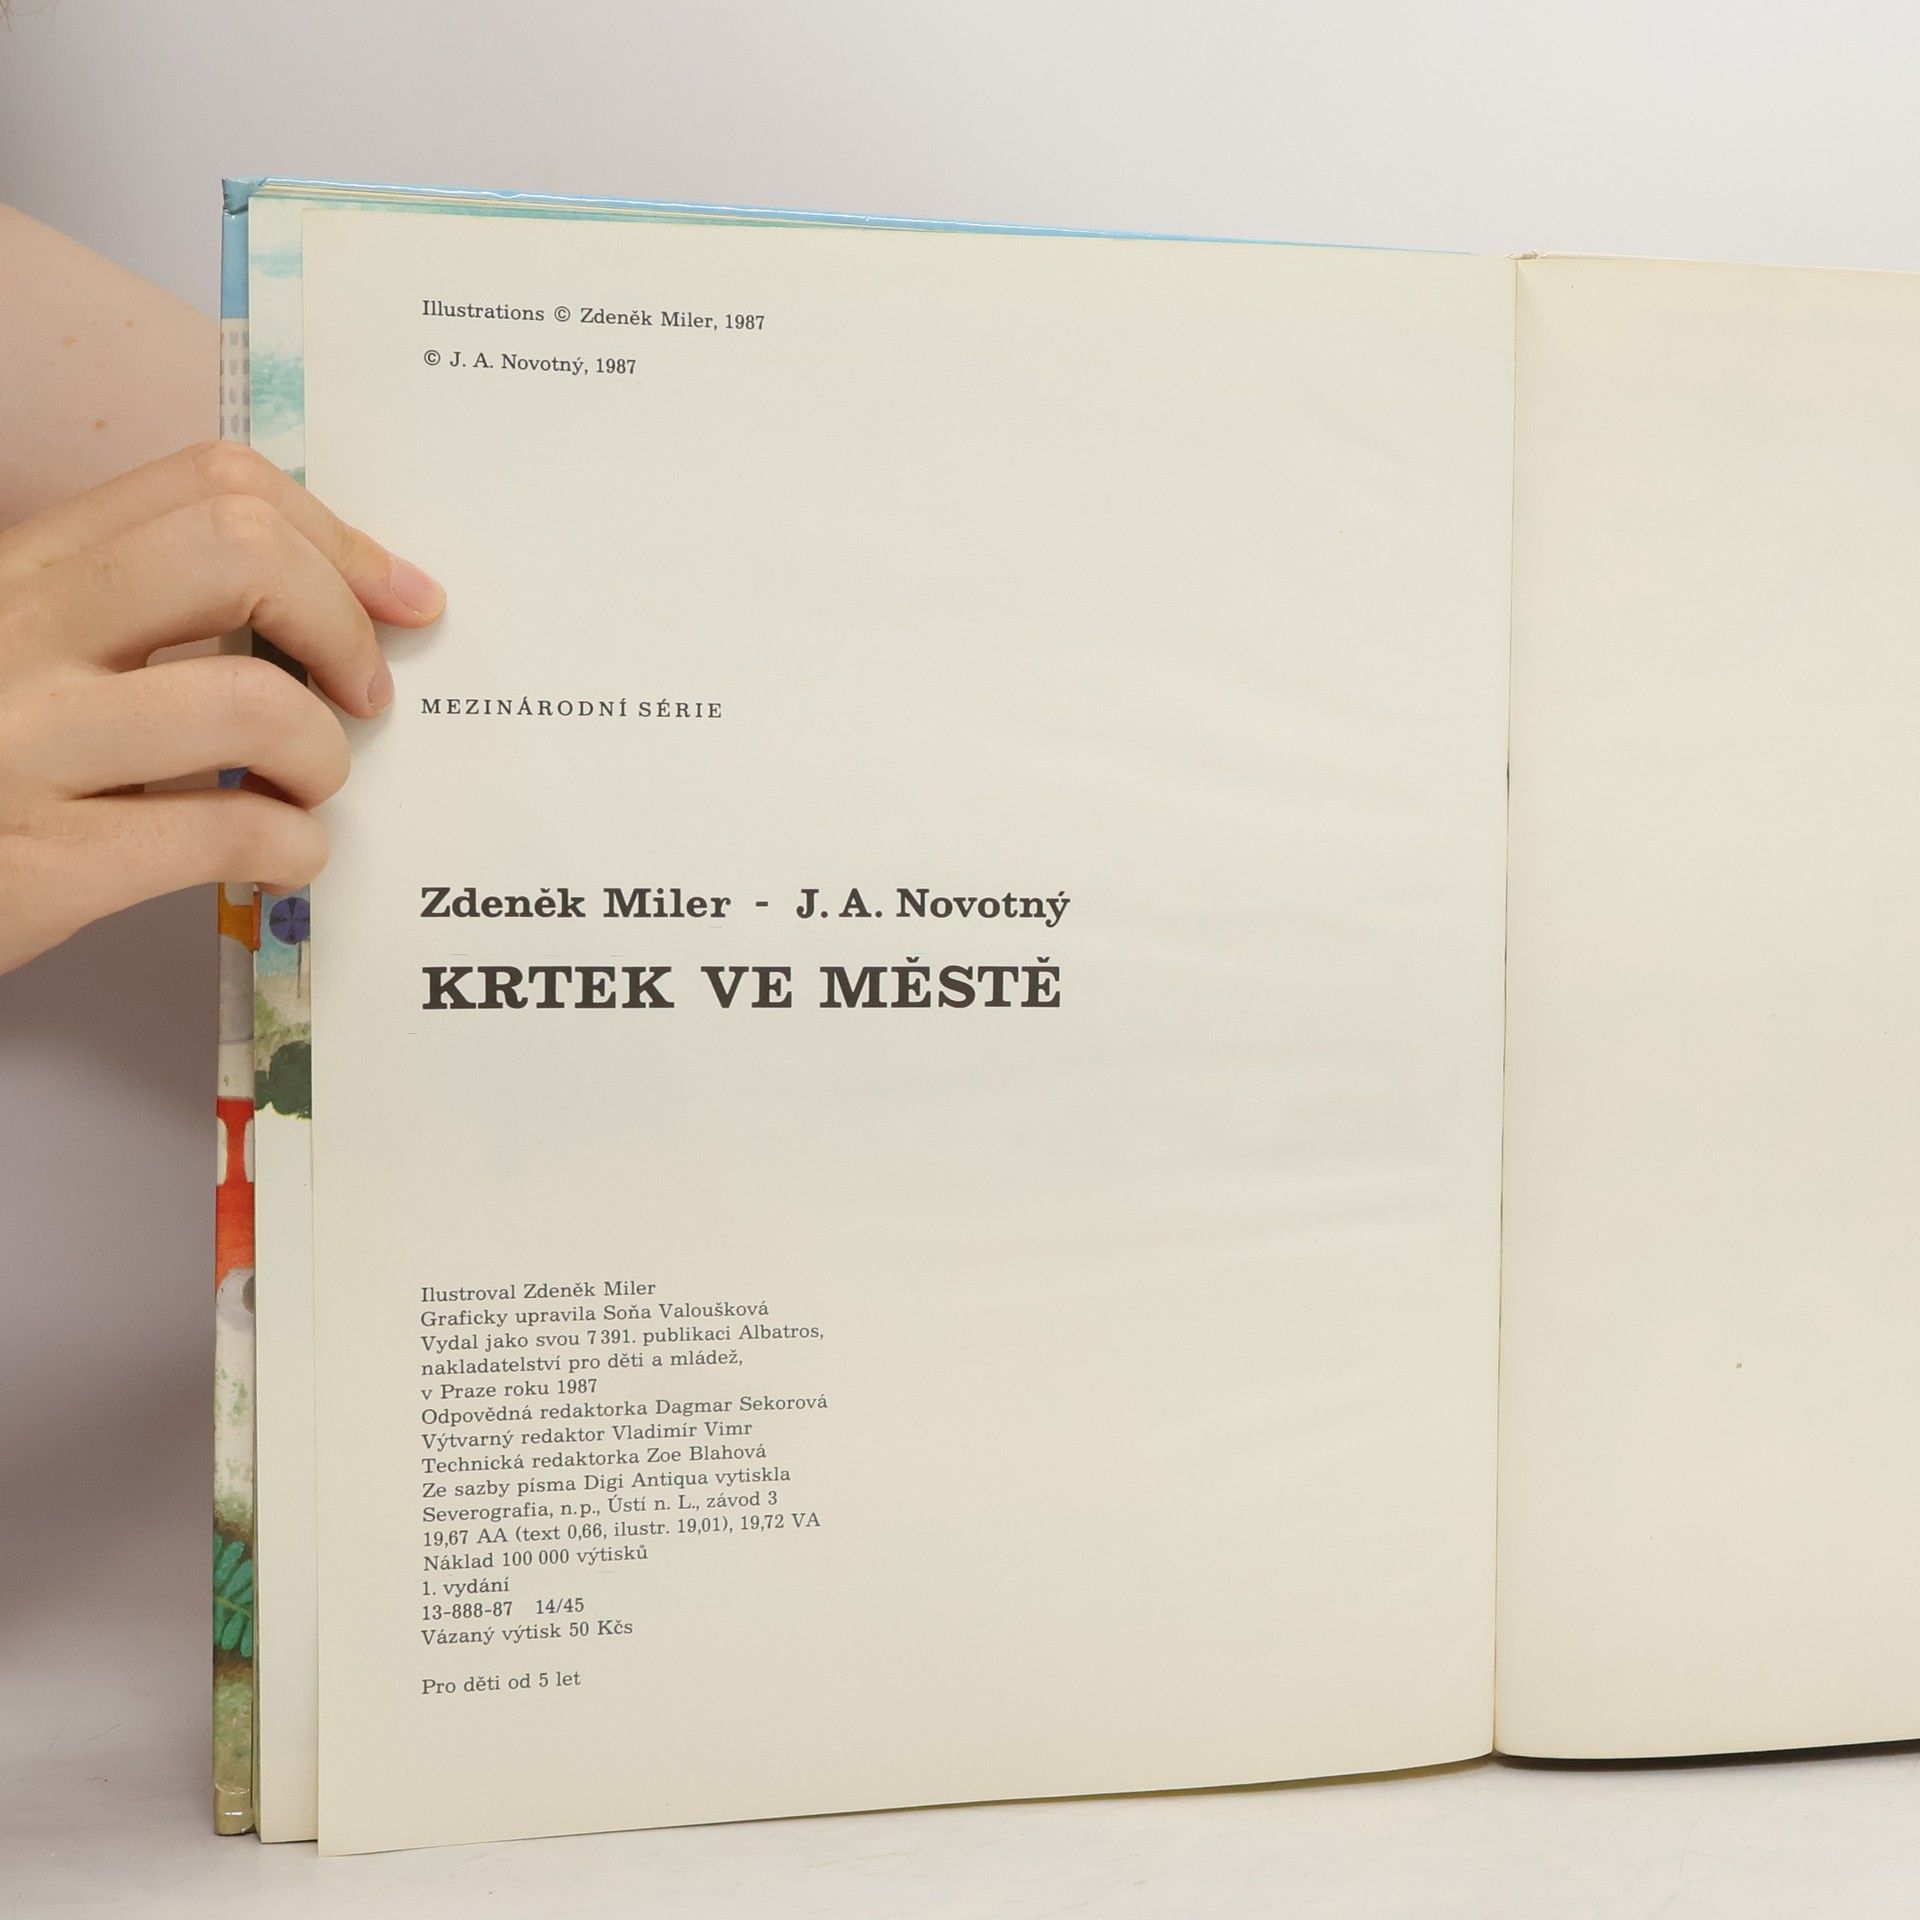 Illustrations © Zdeněk Miler, 1987
© J. A. Novotný, 1987
MEZINÁRODNÍ SÉRIE
Zdeněk Miler - J. A. Novotný
KRTEK VE MĚSTĚ
Ilustroval Zdeněk Miler
Graficky upravila Soňa Valoušková
Vydal jako svou 7 391. publikaci Albatros,
nakladatelství pro děti a mládež,
v Praze roku 1987
Odpovědná redaktorka Dagmar Sekorová
Výtvarný redaktor Vladimír Vimr
Technická redaktorka Zoe Blahová
Ze sazby písma Digi Antiqua vytiskla
Severografia, n. p., Ústí n. L., závod 3
19,67 AA (text 0,66, ilustr. 19,01), 19,72 VA
Náklad 100 000 výtisků
1. vydání
13-888-87 14/45
Vázaný výtisk 50 Kčs
Pro děti od 5 let